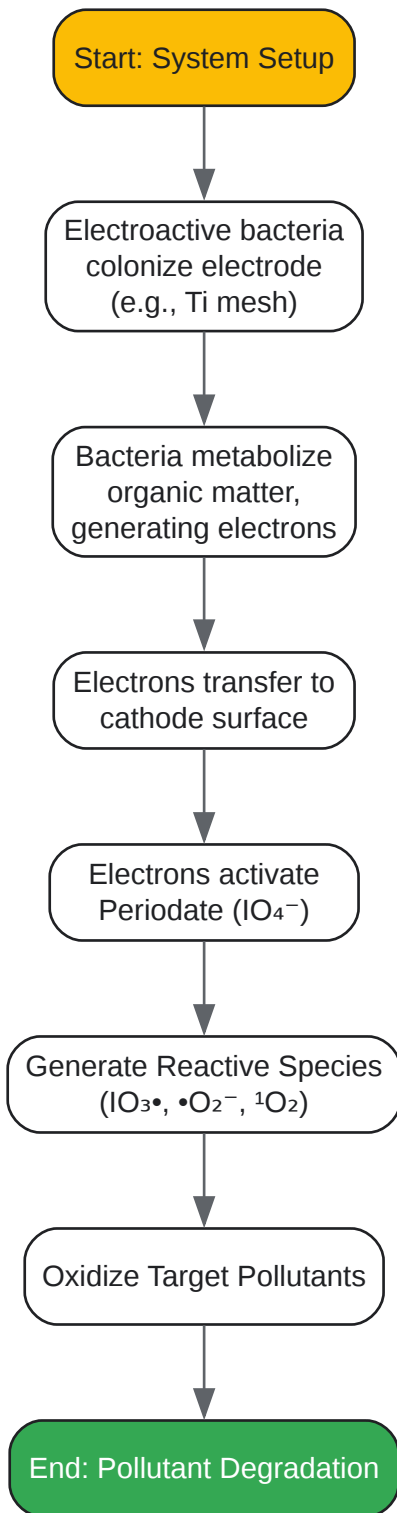 Start: System Setup
Electroactive bacteria
colonize electrode
(e.g., Ti mesh)
Bacteria metabolize
organic matter,
generating electrons
Electrons transfer to
cathode surface
Electrons activate
Periodate (IO₄⁻)
Generate Reactive Species
(IO₃•, •O₂⁻, ¹O₂)
Oxidize Target Pollutants
End: Pollutant Degradation